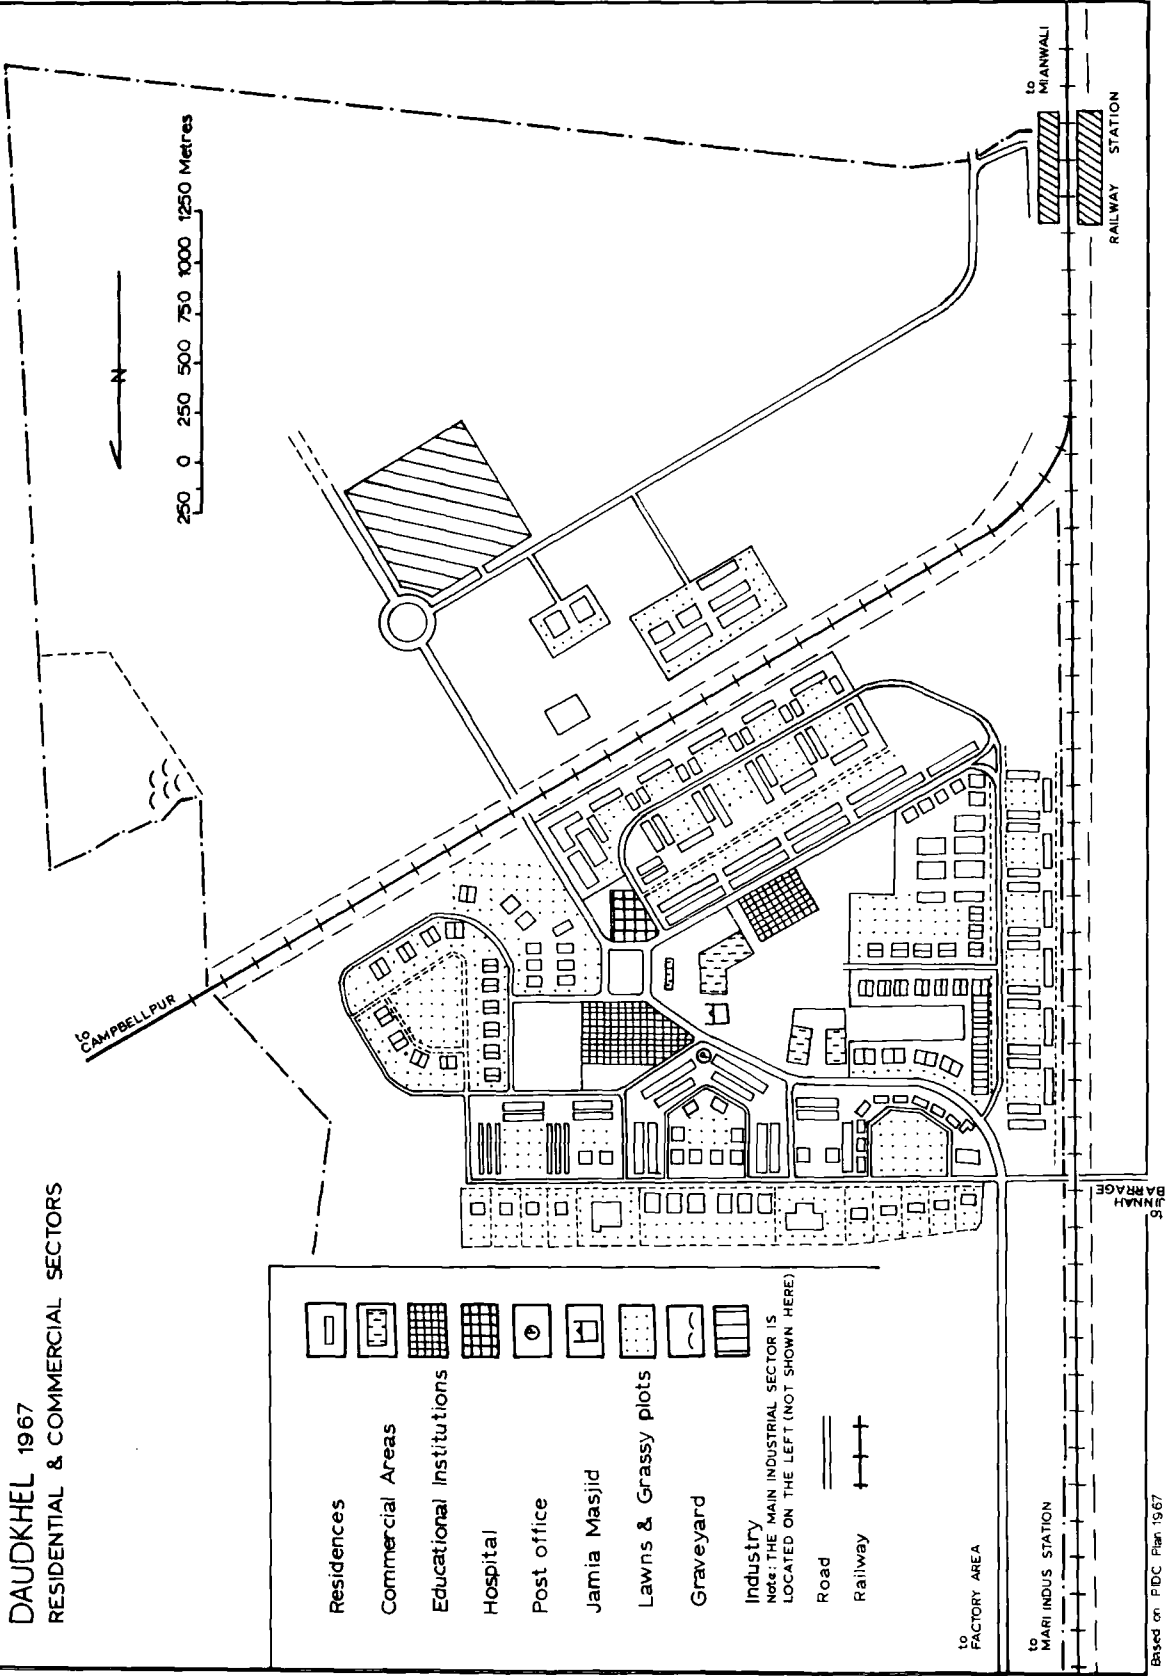 DAUDKHEL 1967
RESIDENTIAL & COMMERCIAL SECTORS
N
250 0 250 500 750 1000 1250 Metres
to
CAMPBELLPUR
to
MIANWALI
RAILWAY STATION
Residences
Commercial Areas
Educational Institutions
Hospital
Post office
P
Jamia Masjid
Lawns & Grassy plots
Graveyard
Industry
Note: THE MAIN INDUSTRIAL SECTOR IS
LOCATED ON THE LEFT (NOT SHOWN HERE)
Road
Railway
P
to
FACTORY AREA
to
MARI INDUS STATION
to
JINNAH
BARRAGE
Based on PIDC Plan 1967